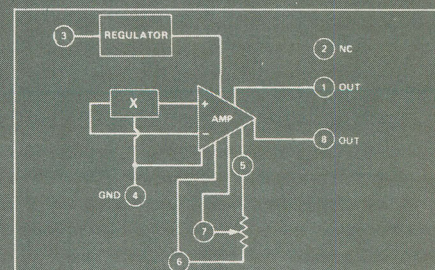 3 REGULATOR
2 NC
1 OUT
X + AMP −
8 OUT
5
GND 4
7
6